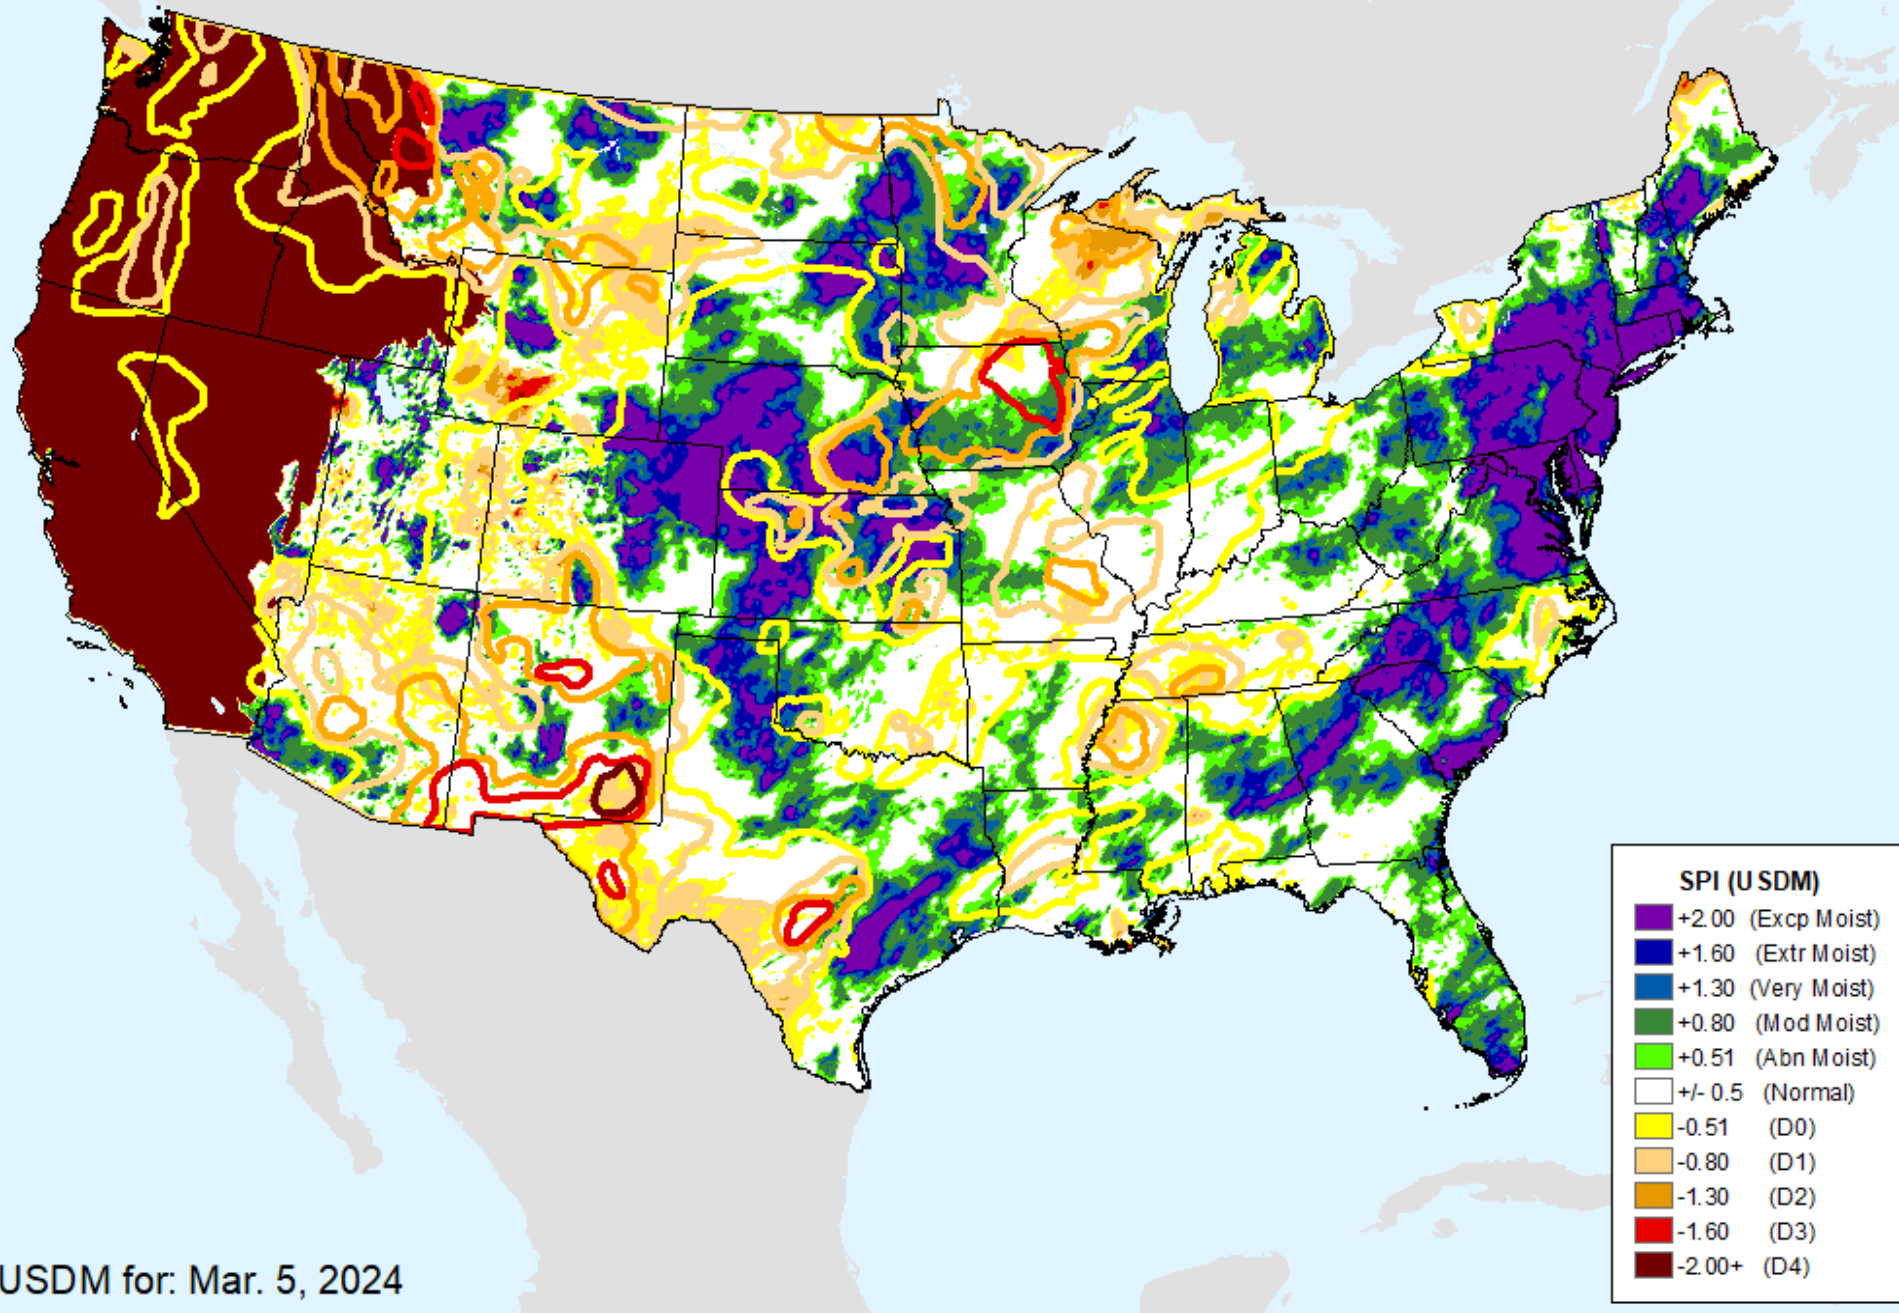 SPI (USDM)
+2.00 (Excp Moist)
+1.60 (Extr Moist)
+1.30 (Very Moist)
+0.80 (Mod Moist)
+0.51 (Abn Moist)
+/- 0.5 (Normal)
-0.51 (D0)
-0.80 (D1)
-1.30 (D2)
-1.60 (D3)
-2.00+ (D4)
USDM for: Mar. 5, 2024